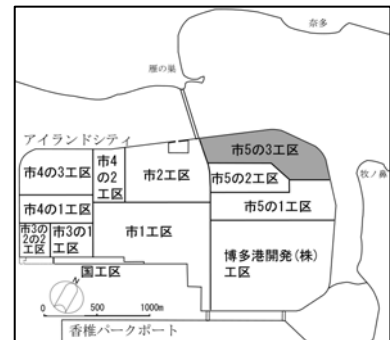 奈多
雁の巣
アイランドシティ
市5の3工区
市4の3工区
市4
の2
工区
市2工区
市5の2工区
牧ノ鼻
市4の1工区
市5の1工区
市3の
2の2
工区
市3の1
工区
市1工区
博多港開発(株)
工区
国工区
N
0 500 1000m
香椎パークポート